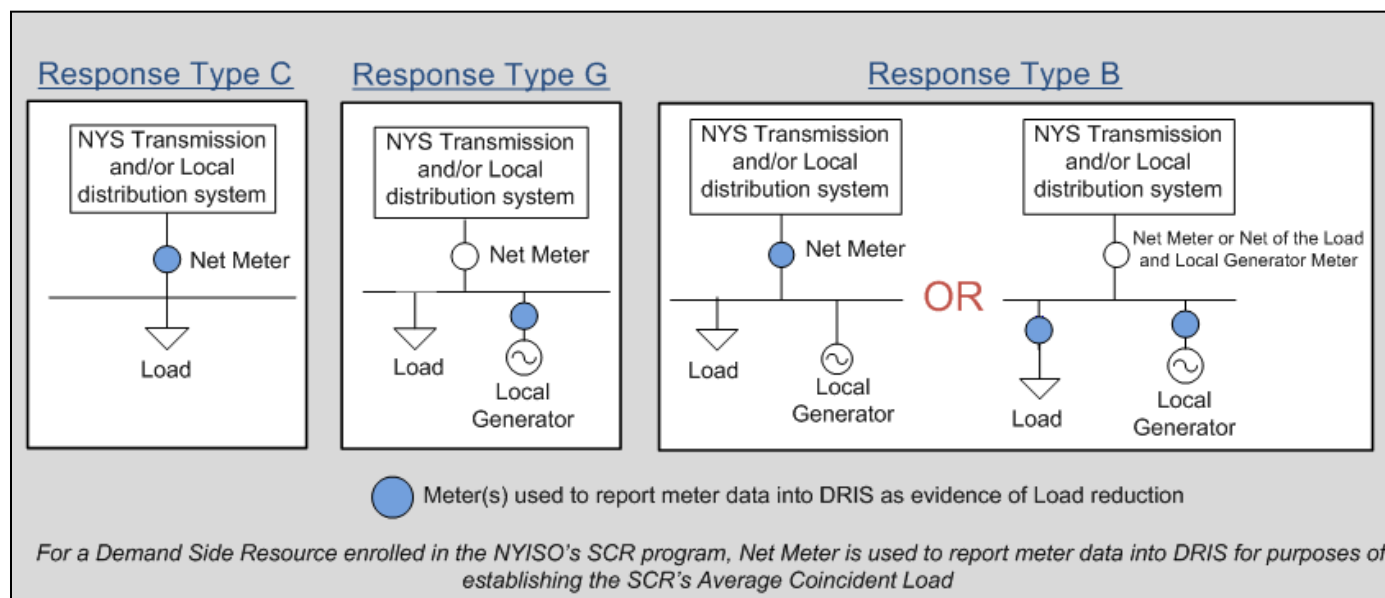 Response Type C
NYS Transmission
and/or Local
distribution system
Net Meter
Load
Response Type G
NYS Transmission
and/or Local
distribution system
Net Meter
Load
Local
Generator
Response Type B
NYS Transmission
and/or Local
distribution system
Net Meter
Load
Local
Generator
OR
NYS Transmission
and/or Local
distribution system
Net Meter or Net of the Load
and Local Generator Meter
Load
Local
Generator
Meter(s) used to report meter data into DRIS as evidence of Load reduction
For a Demand Side Resource enrolled in the NYISO's SCR program, Net Meter is used to report meter data into DRIS for purposes of
establishing the SCR's Average Coincident Load